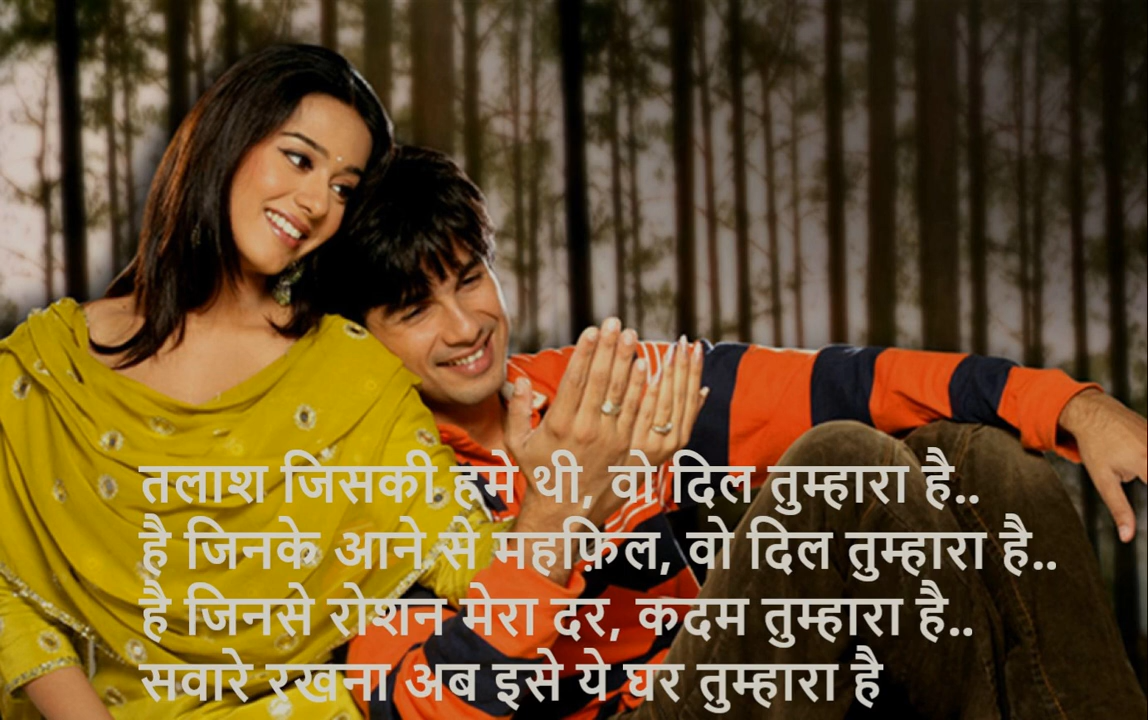 तलाश जिसकी हमे थी, वो दिल तुम्हारा है..
है जिनके आने से महफ़िल, वो दिल तुम्हारा है..
है जिनसे रोशन मेरा दर, कदम तुम्हारा है..
सवारे रखना अब इसे ये घर तुम्हारा है